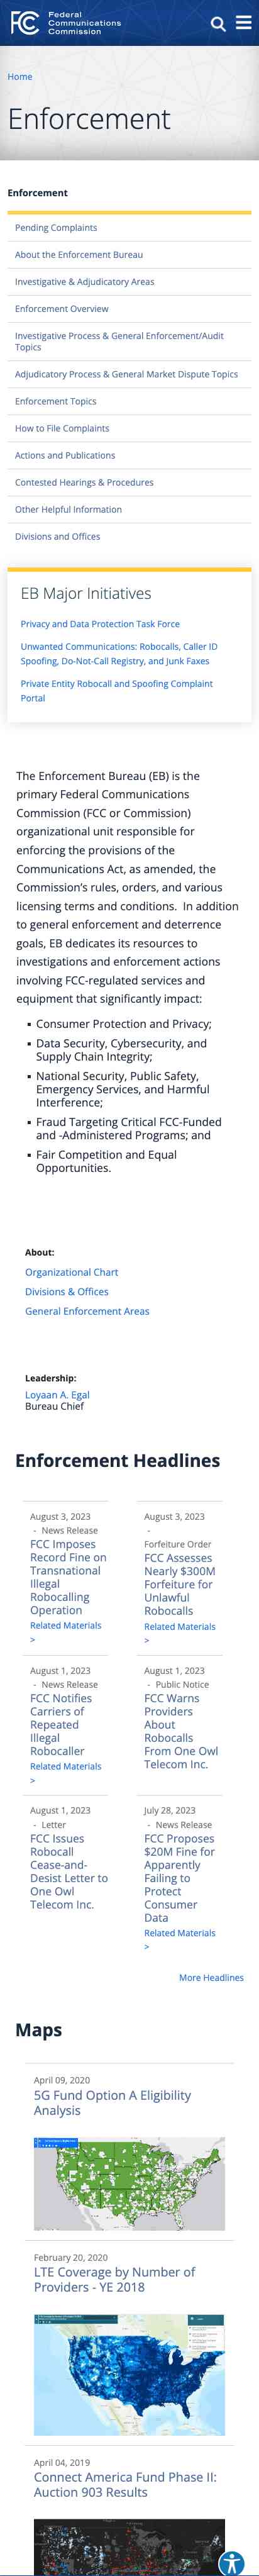 FCC
Federal
Communications
Commission
Home
Enforcement
Enforcement
Pending Complaints
About the Enforcement Bureau
Investigative & Adjudicatory Areas
Enforcement Overview
Investigative Process & General Enforcement/Audit
Topics
Adjudicatory Process & General Market Dispute Topics
Enforcement Topics
How to File Complaints
Actions and Publications
Contested Hearings & Procedures
Other Helpful Information
Divisions and Offices
EB Major Initiatives
Privacy and Data Protection Task Force
Unwanted Communications: Robocalls, Caller ID
Spoofing, Do-Not-Call Registry, and Junk Faxes
Private Entity Robocall and Spoofing Complaint
Portal
The Enforcement Bureau (EB) is the
primary Federal Communications
Commission (FCC or Commission)
organizational unit responsible for
enforcing the provisions of the
Communications Act, as amended, the
Commission's rules, orders, and various
licensing terms and conditions.  In addition
to general enforcement and deterrence
goals, EB dedicates its resources to
investigations and enforcement actions
involving FCC-regulated services and
equipment that significantly impact:
▪ Consumer Protection and Privacy;
▪ Data Security, Cybersecurity, and
Supply Chain Integrity;
▪ National Security, Public Safety,
Emergency Services, and Harmful
Interference;
▪ Fraud Targeting Critical FCC-Funded
and -Administered Programs; and
▪ Fair Competition and Equal
Opportunities.
About:
Organizational Chart
Divisions & Offices
General Enforcement Areas
Leadership:
Loyaan A. Egal
Bureau Chief
Enforcement Headlines
August 3, 2023
- News Release
FCC Imposes
Record Fine on
Transnational
Illegal
Robocalling
Operation
Related Materials
>
August 3, 2023
-
Forfeiture Order
FCC Assesses
Nearly $300M
Forfeiture for
Unlawful
Robocalls
Related Materials
>
August 1, 2023
- News Release
FCC Notifies
Carriers of
Repeated
Illegal
Robocaller
Related Materials
>
August 1, 2023
- Public Notice
FCC Warns
Providers
About
Robocalls
From One Owl
Telecom Inc.
August 1, 2023
- Letter
FCC Issues
Robocall
Cease-and-
Desist Letter to
One Owl
Telecom Inc.
July 28, 2023
- News Release
FCC Proposes
$20M Fine for
Apparently
Failing to
Protect
Consumer
Data
Related Materials
>
More Headlines
Maps
April 09, 2020
5G Fund Option A Eligibility
Analysis
February 20, 2020
LTE Coverage by Number of
Providers - YE 2018
April 04, 2019
Connect America Fund Phase II:
Auction 903 Results